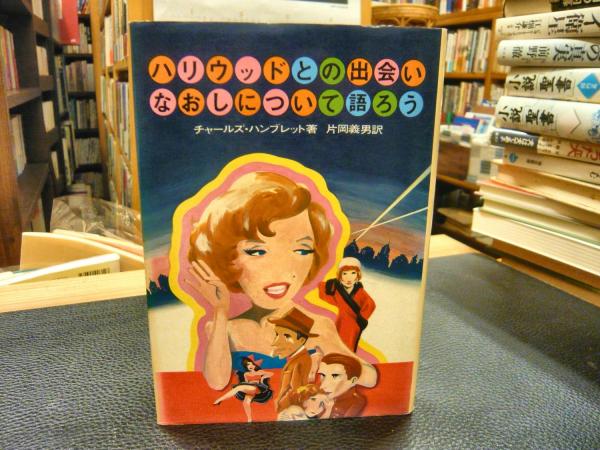 ハリウッドとの出会い
なおしについて語ろう
チャールズ・ハンブレット著 片岡義男訳